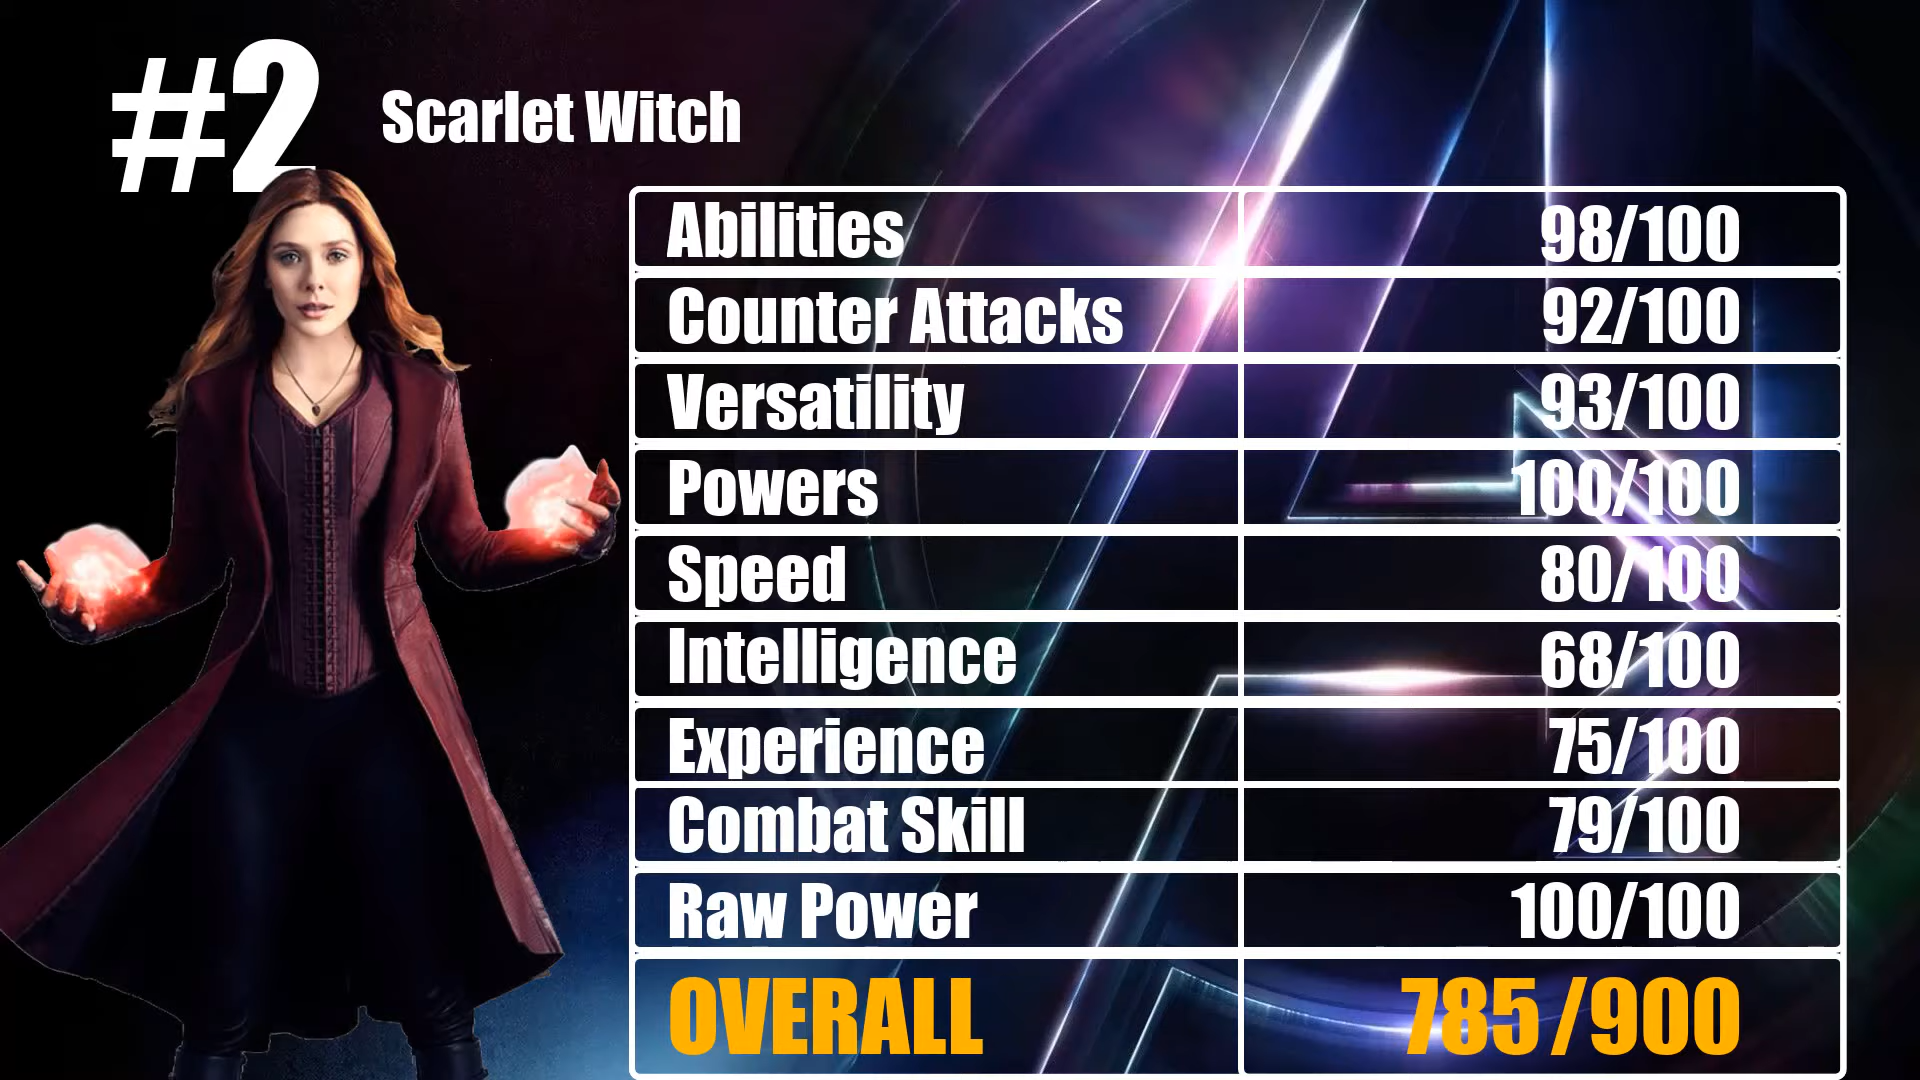 #2
Scarlet Witch
Abilities 98/100
Counter Attacks 92/100
Versatility 93/100
Powers 100/100
Speed 80/100
Intelligence 68/100
Experience 75/100
Combat Skill 79/100
Raw Power 100/100
OVERALL 785/900